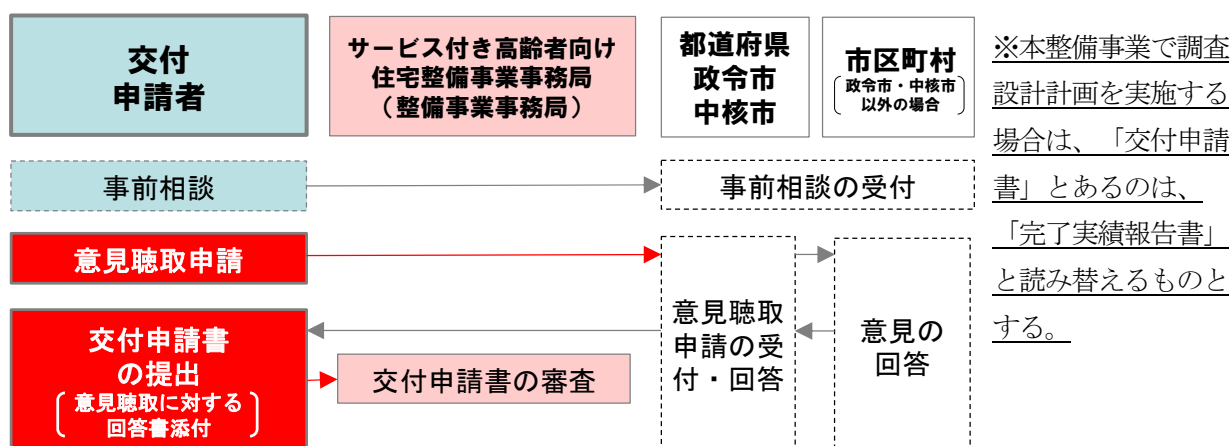 交付
申請者
サービス付き高齢者向け
住宅整備事業事務局
（整備事業事務局）
都道府県
政令市
中核市
市区町村
（政令市・中核市
以外の場合）
※本整備事業で調査
設計計画を実施する
場合は、「交付申請
書」とあるのは、
「完了実績報告書」
と読み替えるものと
する。
事前相談
事前相談の受付
意見聴取申請
交付申請書
の提出
（意見聴取に対する
回答書添付）
交付申請書の審査
意見聴取
申請の受
付・回答
意見の
回答